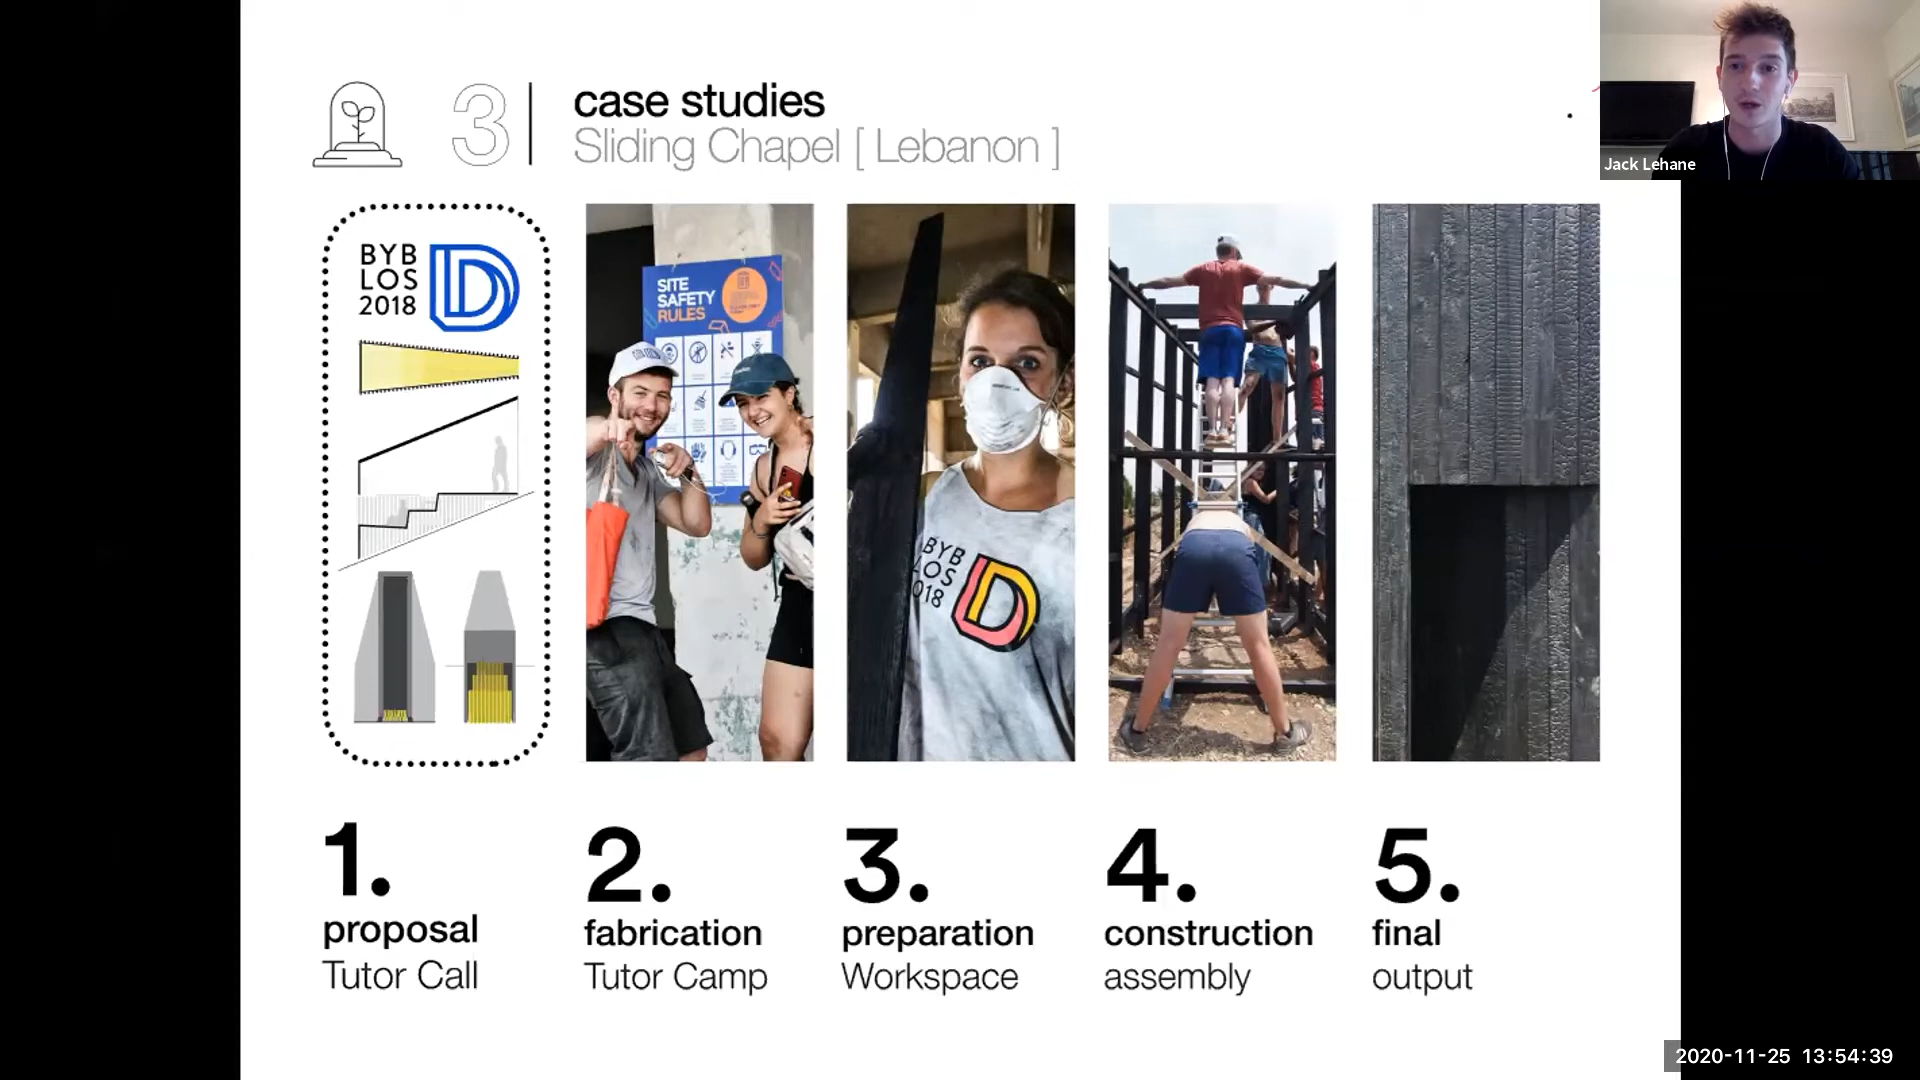 3
case studies
Sliding Chapel [ Lebanon ]
Jack Lehane
BYB
LOS
2018
D
SITE
SAFETY
RULES
BYB
LOS
018
D
1.
proposal
Tutor Call
2.
fabrication
Tutor Camp
3.
preparation
Workspace
4.
construction
assembly
5.
final
output
2020-11-25 13:54:39